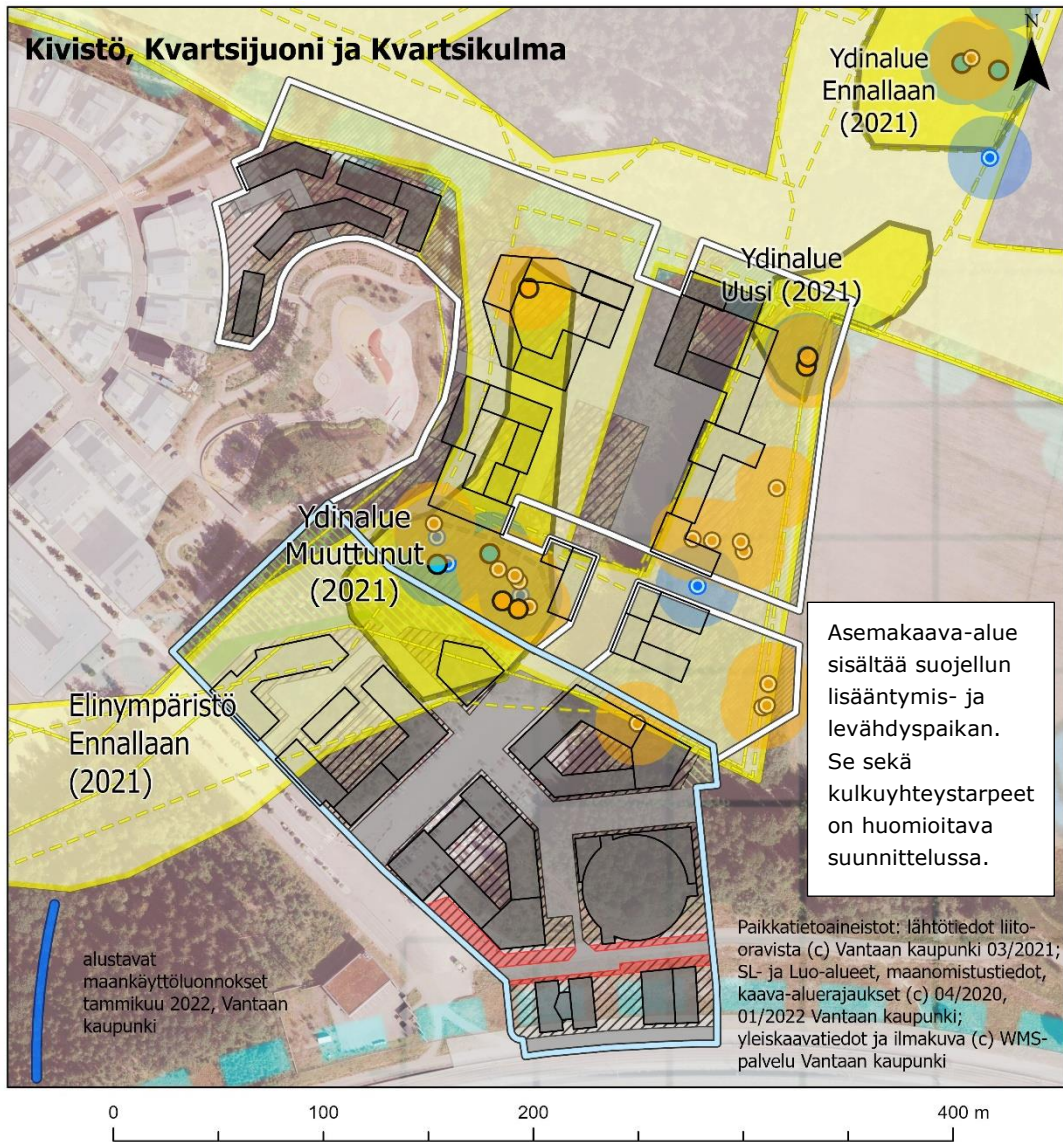 Kivistö, Kvartsijuoni ja Kvartsikulma
N
Ydinalue
Ennallaan
(2021)
Ydinalue
Uusi (2021)
Ydinalue
Muuttunut
(2021)
Elinympäristö
Ennallaan
(2021)
Asemakaava-alue
sisältää suojellun
lisääntymis- ja
levähdyspaikan.
Se sekä
kulkuyhteystarpeet
on huomioitava
suunnittelussa.
alustavat
maankäyttöluonnokset
tammikuu 2022, Vantaan
kaupunki
Paikkatietoaineistot: lähtötiedot liito-
oravista (c) Vantaan kaupunki 03/2021;
SL- ja Luo-alueet, maanomistustiedot,
kaava-aluerajaukset (c) 04/2020,
01/2022 Vantaan kaupunki;
yleiskaavatiedot ja ilmakuva (c) WMS-
palvelu Vantaan kaupunki
0 100 200 400 m